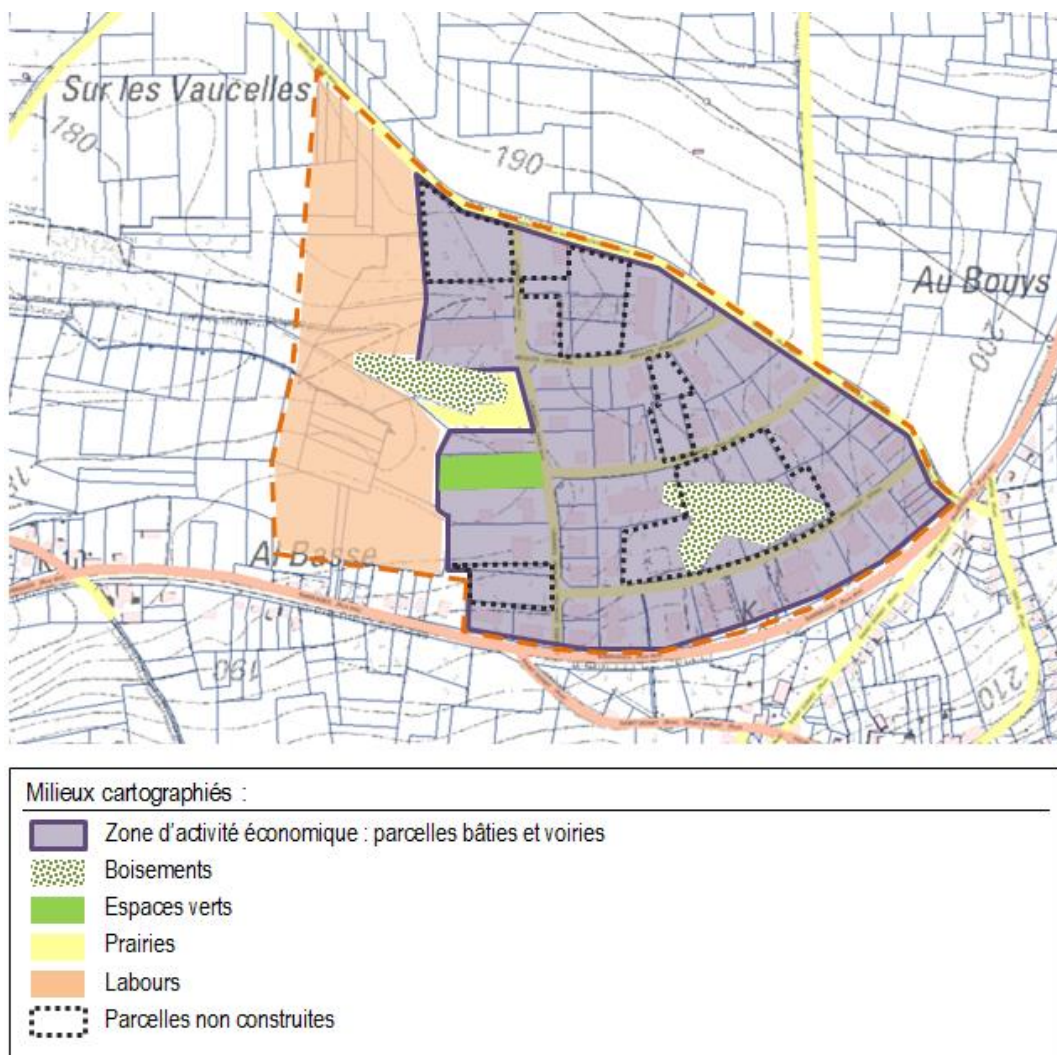 Sur les Vaucelles
180
190
Au Bouys
200
Al Basse
190
210
Milieux cartographiés :
Zone d'activité économique : parcelles bâties et voiries
Boisements
Espaces verts
Prairies
Labours
Parcelles non construites